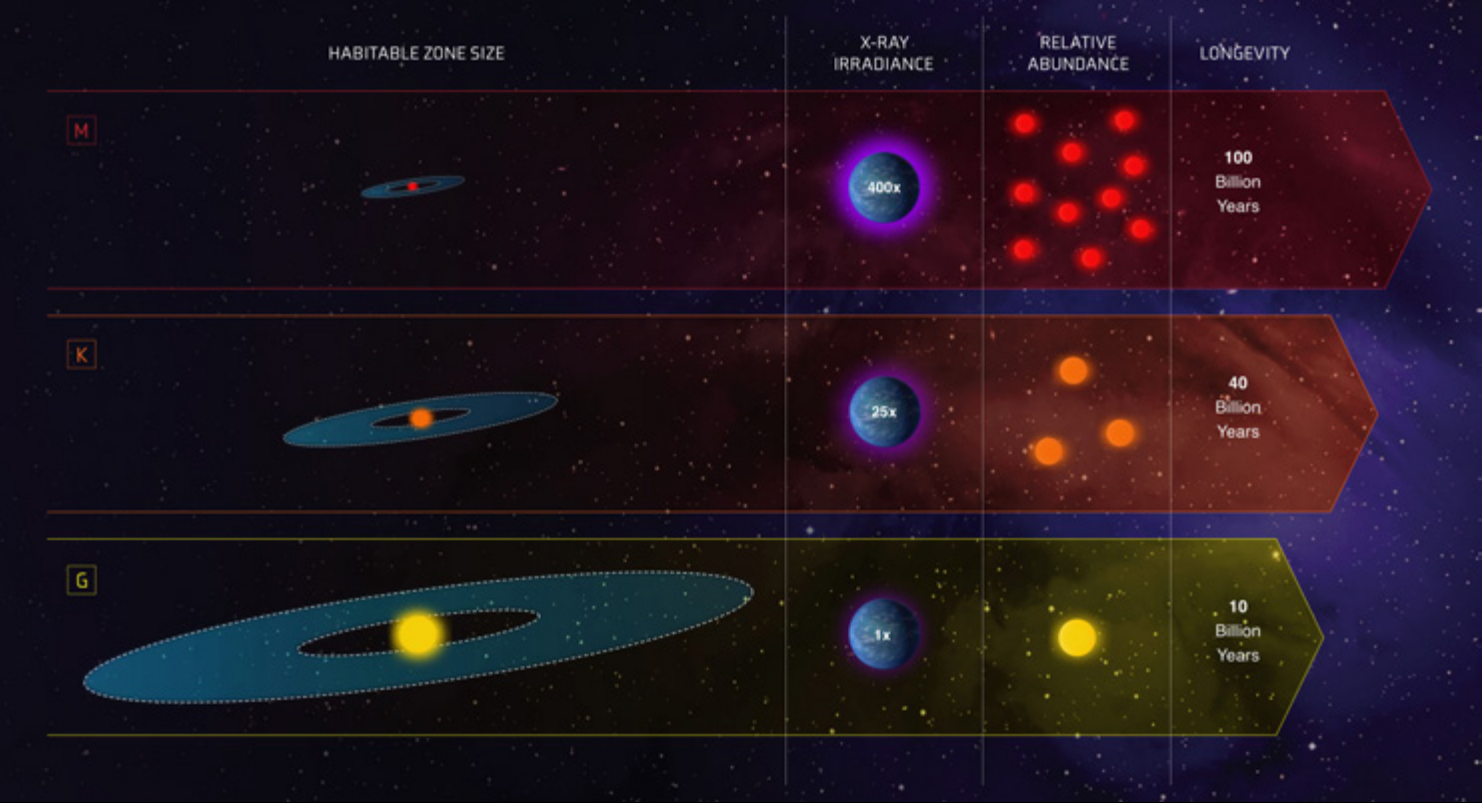 HABITABLE ZONE SIZE
X-RAY
IRRADIANCE
RELATIVE
ABUNDANCE
LONGEVITY
M
400x
100
Billion
Years
K
25x
40
Billion
Years
G
1x
10
Billion
Years